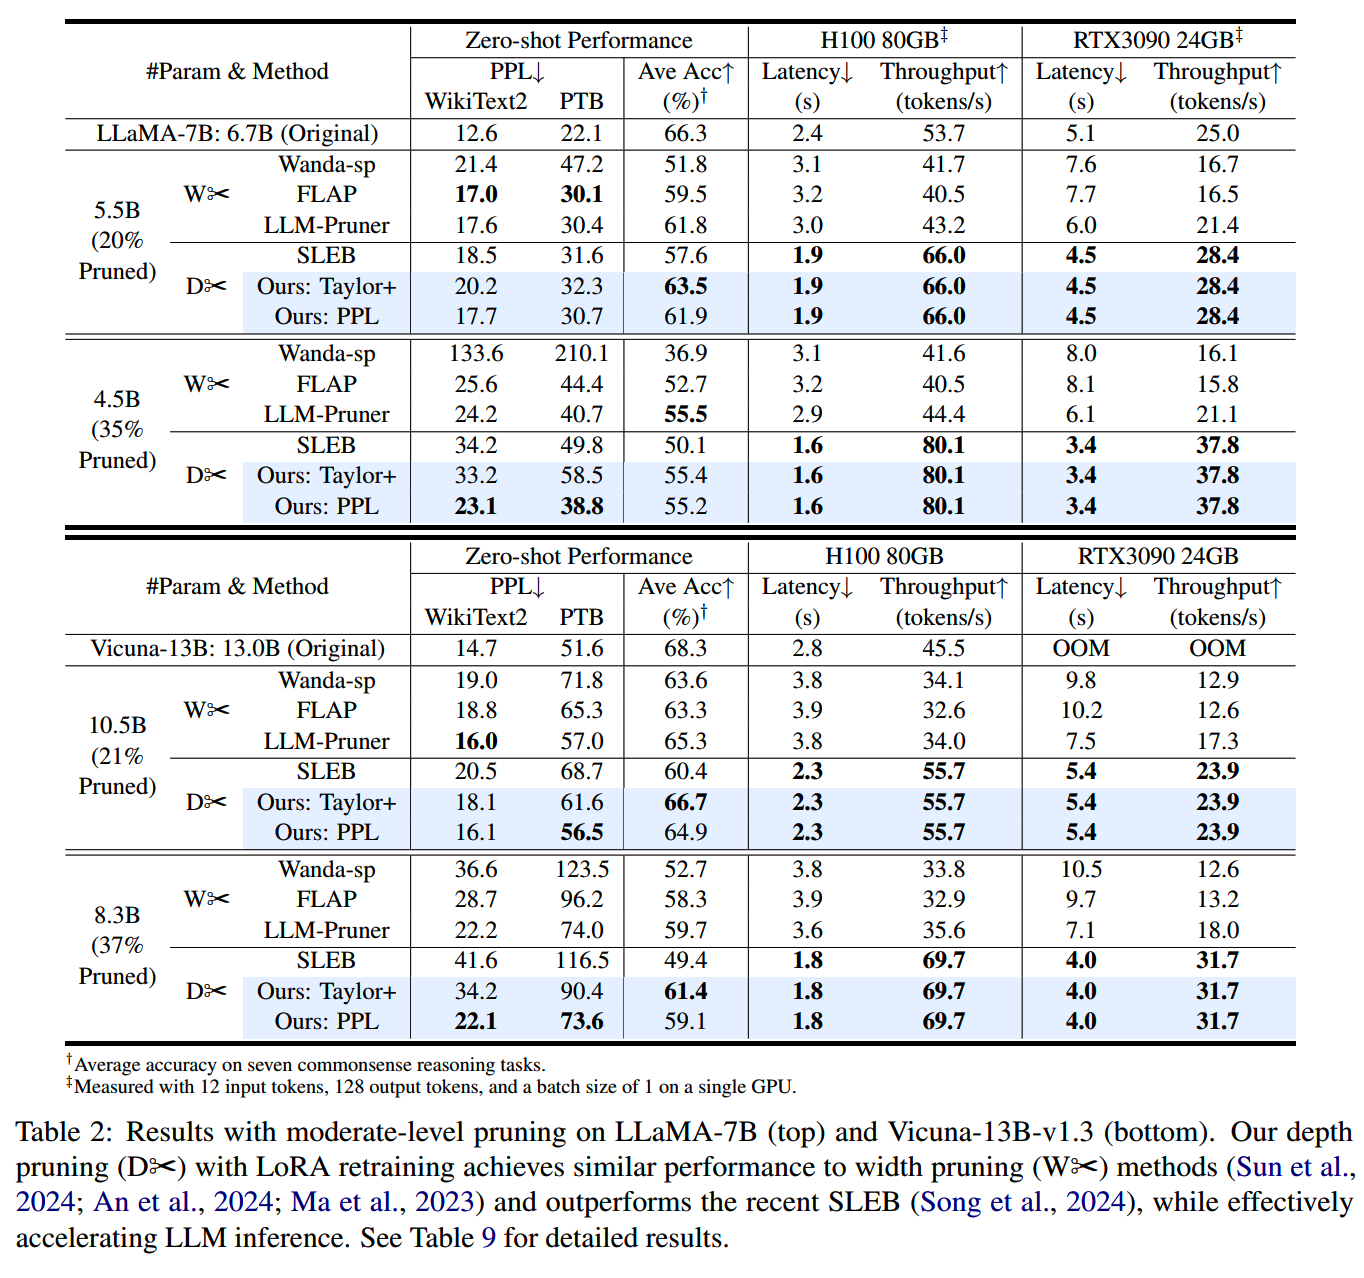 Zero-shot Performance H100 80GB‡ RTX3090 24GB‡
#Param & Method PPL↓ Ave Acc↑ Latency↓ Throughput↑ Latency↓ Throughput↑
WikiText2 PTB (%)† (s) (tokens/s) (s) (tokens/s)
LLaMA-7B: 6.7B (Original) 12.6 22.1 66.3 2.4 53.7 5.1 25.0
5.5B (20% Pruned) W✂ Wanda-sp 21.4 47.2 51.8 3.1 41.7 7.6 16.7
FLAP 17.0 30.1 59.5 3.2 40.5 7.7 16.5
LLM-Pruner 17.6 30.4 61.8 3.0 43.2 6.0 21.4
D✂ SLEB 18.5 31.6 57.6 1.9 66.0 4.5 28.4
Ours: Taylor+ 20.2 32.3 63.5 1.9 66.0 4.5 28.4
Ours: PPL 17.7 30.7 61.9 1.9 66.0 4.5 28.4
4.5B (35% Pruned) W✂ Wanda-sp 133.6 210.1 36.9 3.1 41.6 8.0 16.1
FLAP 25.6 44.4 52.7 3.2 40.5 8.1 15.8
LLM-Pruner 24.2 40.7 55.5 2.9 44.4 6.1 21.1
D✂ SLEB 34.2 49.8 50.1 1.6 80.1 3.4 37.8
Ours: Taylor+ 33.2 58.5 55.4 1.6 80.1 3.4 37.8
Ours: PPL 23.1 38.8 55.2 1.6 80.1 3.4 37.8
Zero-shot Performance H100 80GB RTX3090 24GB
#Param & Method PPL↓ Ave Acc↑ Latency↓ Throughput↑ Latency↓ Throughput↑
WikiText2 PTB (%)† (s) (tokens/s) (s) (tokens/s)
Vicuna-13B: 13.0B (Original) 14.7 51.6 68.3 2.8 45.5 OOM OOM
10.5B (21% Pruned) W✂ Wanda-sp 19.0 71.8 63.6 3.8 34.1 9.8 12.9
FLAP 18.8 65.3 63.3 3.9 32.6 10.2 12.6
LLM-Pruner 16.0 57.0 65.3 3.8 34.0 7.5 17.3
D✂ SLEB 20.5 68.7 60.4 2.3 55.7 5.4 23.9
Ours: Taylor+ 18.1 61.6 66.7 2.3 55.7 5.4 23.9
Ours: PPL 16.1 56.5 64.9 2.3 55.7 5.4 23.9
8.3B (37% Pruned) W✂ Wanda-sp 36.6 123.5 52.7 3.8 33.8 10.5 12.6
FLAP 28.7 96.2 58.3 3.9 32.9 9.7 13.2
LLM-Pruner 22.2 74.0 59.7 3.6 35.6 7.1 18.0
D✂ SLEB 41.6 116.5 49.4 1.8 69.7 4.0 31.7
Ours: Taylor+ 34.2 90.4 61.4 1.8 69.7 4.0 31.7
Ours: PPL 22.1 73.6 59.1 1.8 69.7 4.0 31.7
†Average accuracy on seven commonsense reasoning tasks.
‡Measured with 12 input tokens, 128 output tokens, and a batch size of 1 on a single GPU.
Table 2: Results with moderate-level pruning on LLaMA-7B (top) and Vicuna-13B-v1.3 (bottom). Our depth
pruning (D✂) with LoRA retraining achieves similar performance to width pruning (W✂) methods (Sun et al.,
2024; An et al., 2024; Ma et al., 2023) and outperforms the recent SLEB (Song et al., 2024), while effectively
accelerating LLM inference. See Table 9 for detailed results.